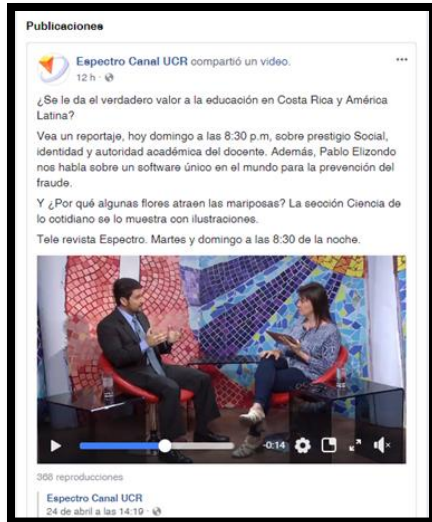 Publicaciones
Espectro Canal UCR compartió un video.
12 h
¿Se le da el verdadero valor a la educación en Costa Rica y América
Latina?
Vea un reportaje, hoy domingo a las 8:30 p.m, sobre prestigio Social,
identidad y autoridad académica del docente. Además, Pablo Elizondo
nos habla sobre un software único en el mundo para la prevención del
fraude.
Y ¿Por qué algunas flores atraen las mariposas? La sección Ciencia de
lo cotidiano se lo muestra con ilustraciones.
Tele revista Espectro. Martes y domingo a las 8:30 de la noche.
-0:14
368 reproducciones
Espectro Canal UCR
24 de abril a las 14:19